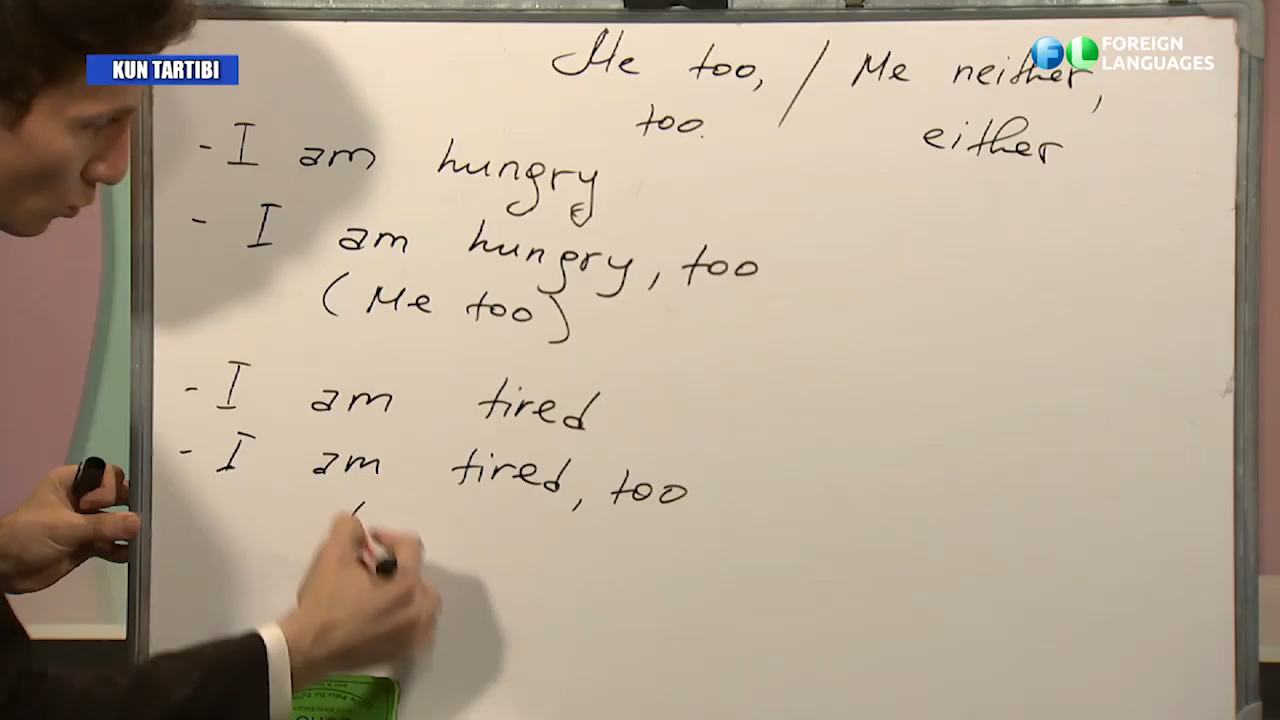 KUN TARTIBI
FL FOREIGN
LANGUAGES
Me too, / Me neither,
too. either
- I am hungry
- I am hungry, too
(Me too)
- I am tired
- I am tired, too
(